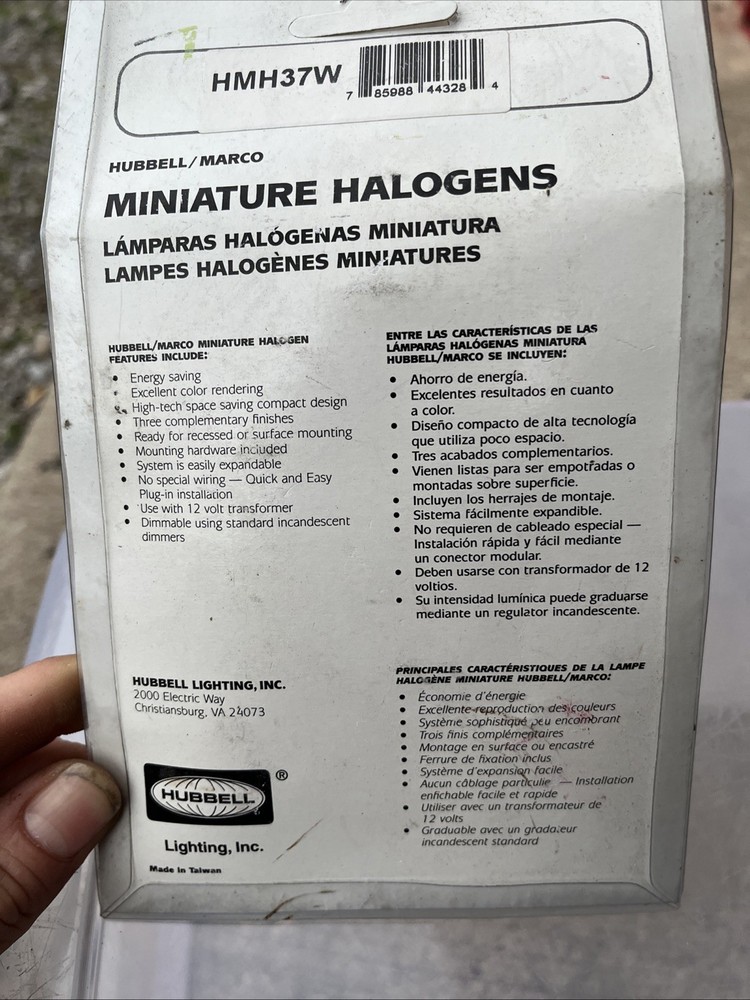 HMH37W
7 85988 44328 4
HUBBELL/MARCO
MINIATURE HALOGENS
LÁMPARAS HALÓGENAS MINIATURA
LAMPES HALOGÈNES MINIATURES
HUBBELL/MARCO MINIATURE HALOGEN
FEATURES INCLUDE:
• Energy saving
• Excellent color rendering
• High-tech space saving compact design
• Three complementary finishes
• Ready for recessed or surface mounting
• Mounting hardware included
• System is easily expandable
• No special wiring — Quick and Easy
Plug-in installation
• Use with 12 volt transformer
• Dimmable using standard incandescent
dimmers
ENTRE LAS CARACTERÍSTICAS DE LAS
LÁMPARAS HALÓGENAS MINIATURA
HUBBELL/MARCO SE INCLUYEN:
• Ahorro de energía.
• Excelentes resultados en cuanto
a color.
• Diseño compacto de alta tecnología
que utiliza poco espacio.
• Tres acabados complementarios.
• Vienen listas para ser empotradas o
montadas sobre superficie.
• Incluyen los herrajes de montaje.
• Sistema fácilmente expandible.
• No requieren de cableado especial —
Instalación rápida y fácil mediante
un conector modular.
• Deben usarse con transformador de 12
voltios.
• Su intensidad lumínica puede graduarse
mediante un regulator incandescente.
HUBBELL LIGHTING, INC.
2000 Electric Way
Christiansburg, VA 24073
HUBBELL ®
Lighting, Inc.
Made in Taiwan
PRINCIPALES CARACTÉRISTIQUES DE LA LAMPE
HALOGÈNE MINIATURE HUBBELL/MARCO:
• Économie d'énergie
• Excellente reproduction des couleurs
• Système sophistiqué peu encombrant
• Trois finis complémentaires
• Montage en surface ou encastré
• Ferrure de fixation inclus
• Système d'expansion facile
• Aucun câblage particulie — Installation
enfichable facile et rapide
• Utiliser avec un transformateur de
12 volts
• Graduable avec un gradateur
incandescent standard